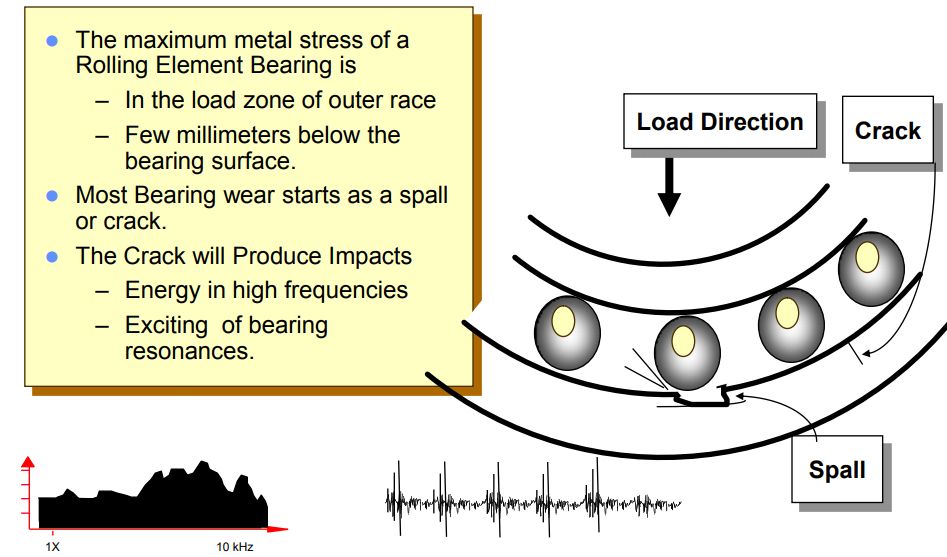 ● The maximum metal stress of a
Rolling Element Bearing is
– In the load zone of outer race
– Few millimeters below the
bearing surface.
● Most Bearing wear starts as a spall
or crack.
● The Crack will Produce Impacts
– Energy in high frequencies
– Exciting of bearing
resonances.
Load Direction
Crack
Spall
1X
10 kHz